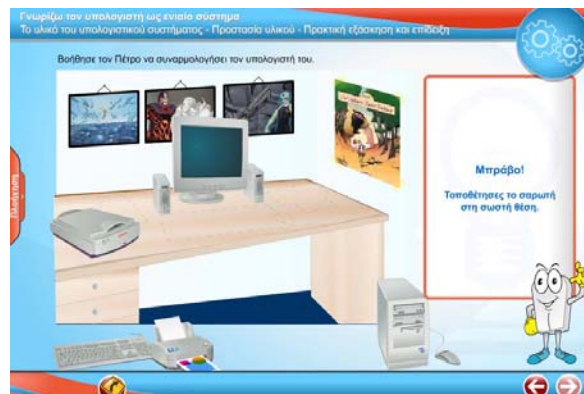 Γνωρίζω τον υπολογιστή ως ενιαίο σύστημα
Το υλικό του υπολογιστικού συστήματος - Προστασία υλικού - Πρακτική εξάσκηση και επίδειξη
Βοήθησε τον Πέτρο να συναρμολογήσει τον υπολογιστή του.
Μπράβο!
Τοποθέτησες το σαρωτή
στη σωστή θέση.
Πλοήγηση